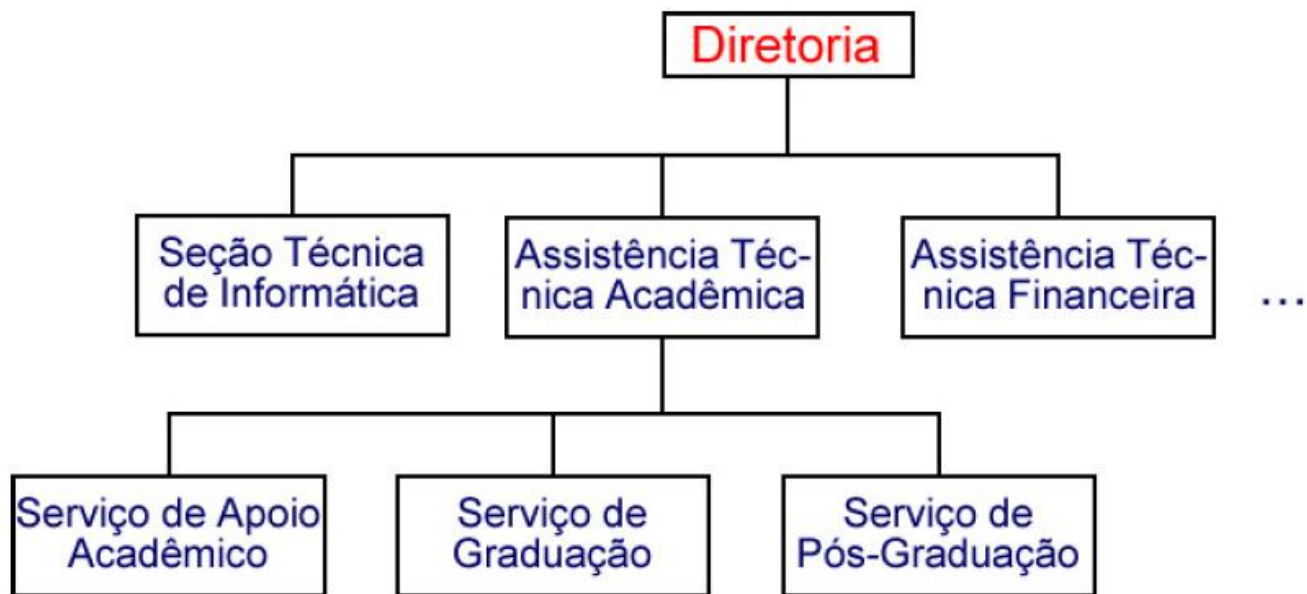 Diretoria
Seção Técnica
de Informática
Assistência Téc-
nica Acadêmica
Assistência Téc-
nica Financeira
...
Serviço de Apoio
Acadêmico
Serviço de
Graduação
Serviço de
Pós-Graduação